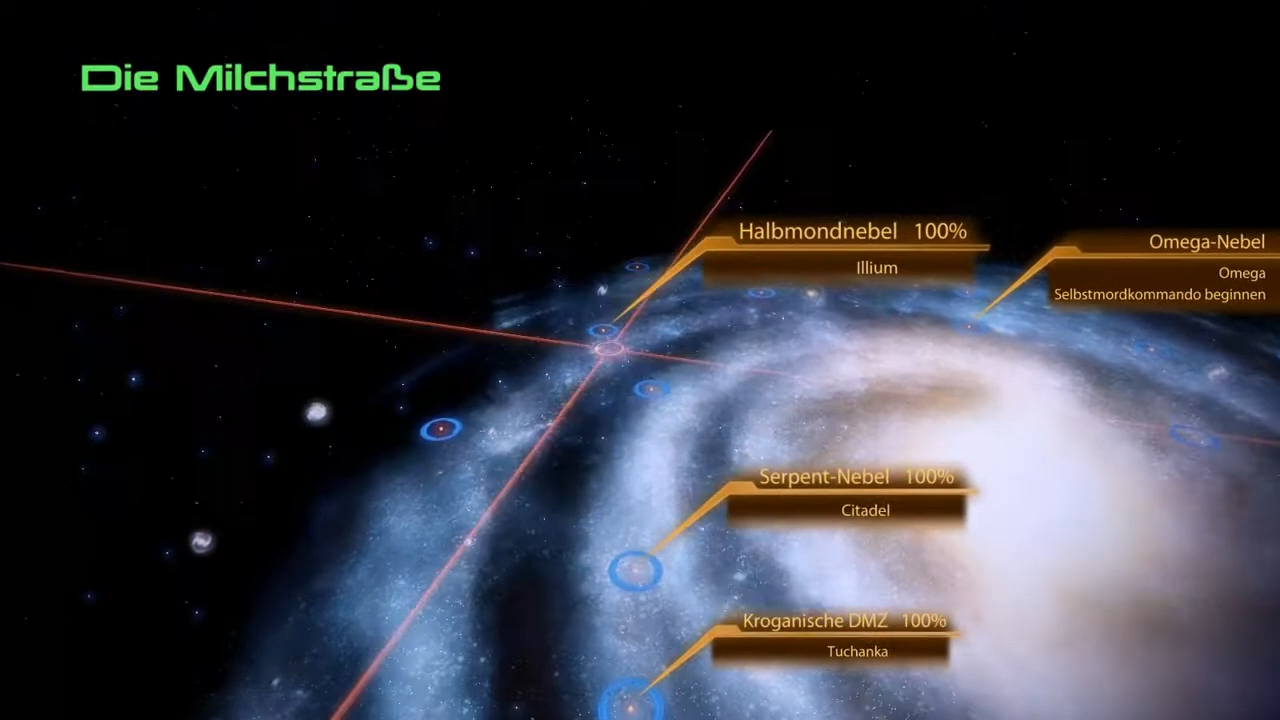 Die Milchstraße
Halbmondnebel 100%
Illium
Omega-Nebel
Omega
Selbstmordkommando beginnen
Serpent-Nebel 100%
Citadel
Kroganische DMZ 100%
Tuchanka